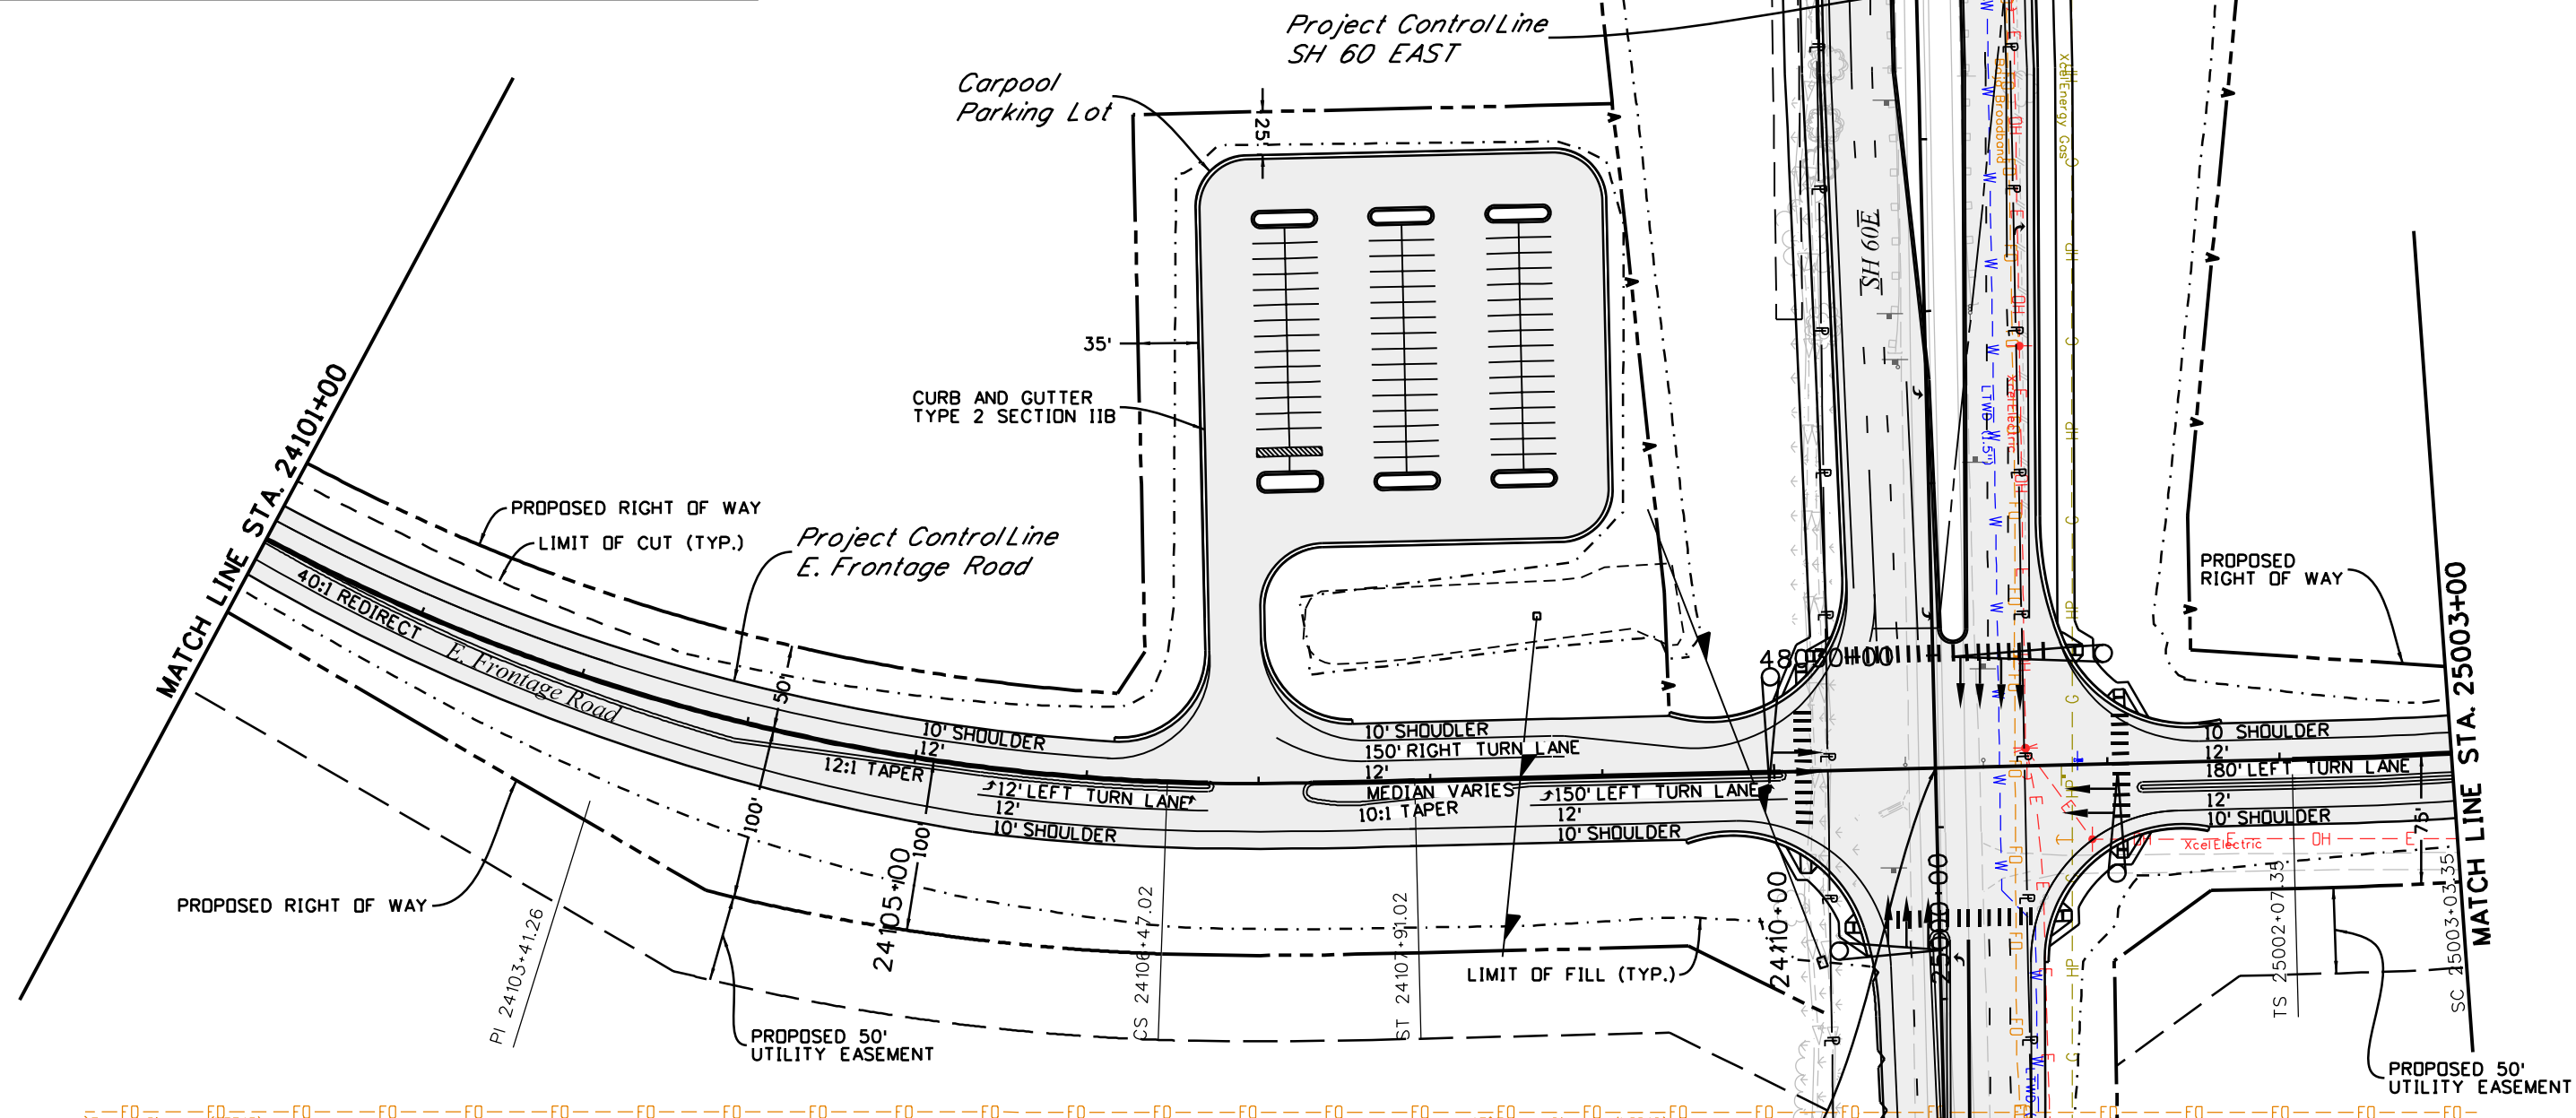 Project Control Line
SH 60 EAST
Carpool
Parking Lot
25'
35'
CURB AND GUTTER
TYPE 2 SECTION IIB
SH 60E
Xcel Energy Gas
XcelElectric
MATCH LINE STA. 24101+00
PROPOSED RIGHT OF WAY
LIMIT OF CUT (TYP.)
Project Control Line
E. Frontage Road
40:1 REDIRECT
E. Frontage Road
50'
100'
100'
10' SHOULDER
12'
12:1 TAPER
12' LEFT TURN LANE
12'
10' SHOULDER
10' SHOUDLER
150' RIGHT TURN LANE
12'
MEDIAN VARIES
10:1 TAPER
150' LEFT TURN LANE
12'
10' SHOULDER
PROPOSED
RIGHT OF WAY
10 SHOULDER
12'
180' LEFT TURN LANE
12'
10' SHOULDER
75'
XcelElectric
MATCH LINE STA. 25003+00
PROPOSED RIGHT OF WAY
PI 24103+41.26
24105+00
CS 24106+47.02
ST 24107+91.02
LIMIT OF FILL (TYP.)
24110+00
TS 25002+07.35
SC 25003+03.35
PROPOSED 50'
UTILITY EASEMENT
PROPOSED 50'
UTILITY EASEMENT